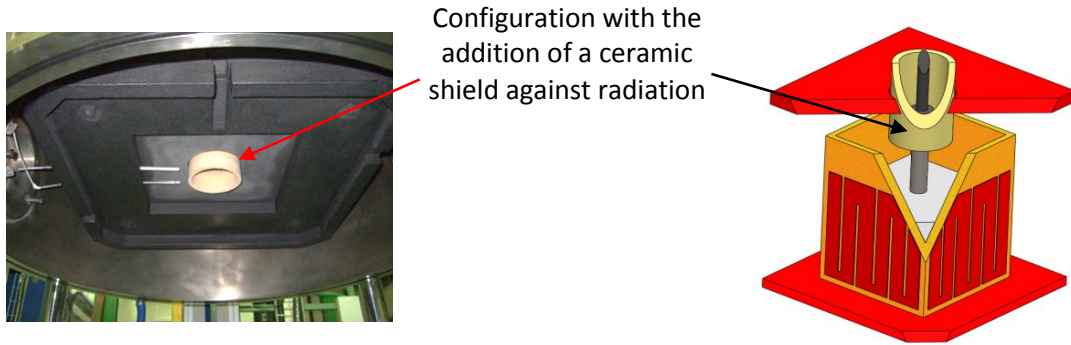 Configuration with the
addition of a ceramic
shield against radiation